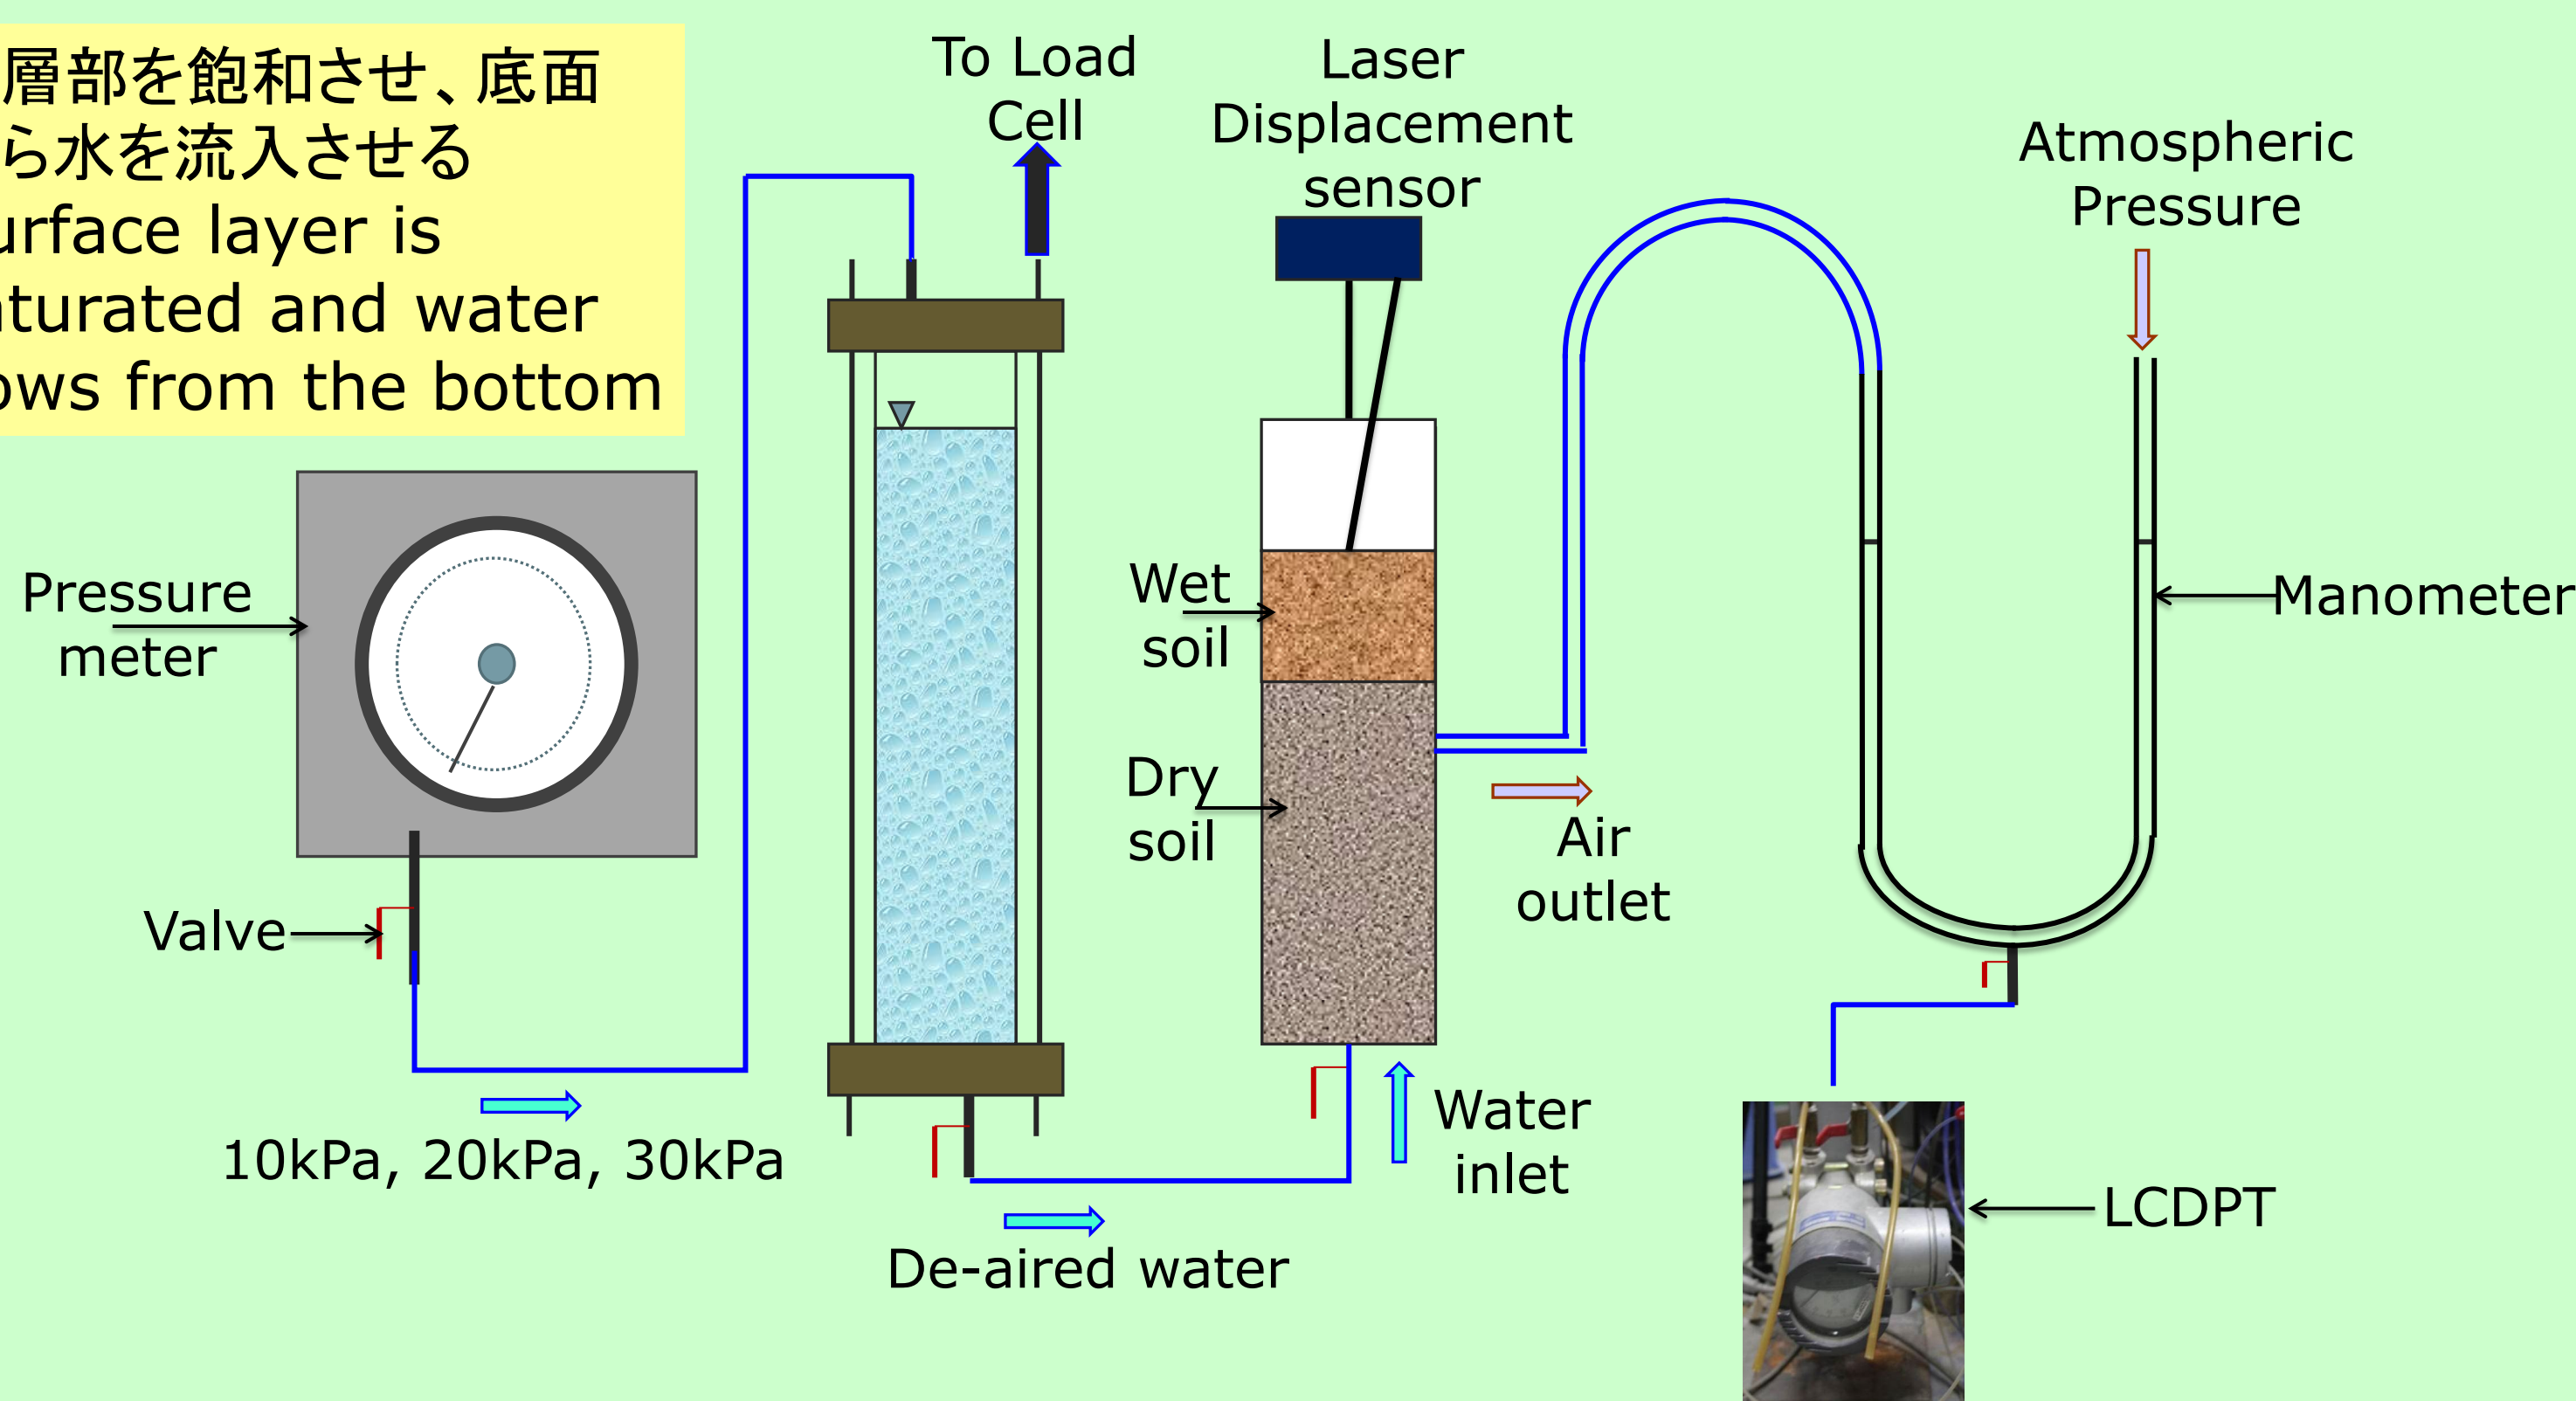 層部を飽和させ、底面
ら水を流入させる
urface layer is
turated and water
ows from the bottom
To Load
Cell
Laser
Displacement
sensor
Atmospheric
Pressure
Pressure
meter
Wet
soil
Manometer
Dry
soil
Air
outlet
Valve
Water
inlet
10kPa, 20kPa, 30kPa
LCDPT
De-aired water